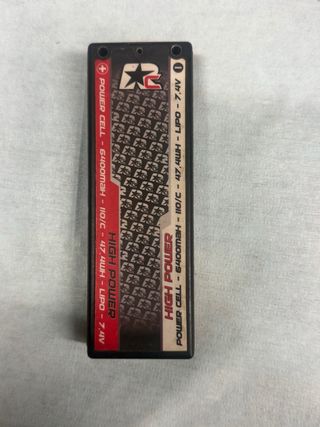 + POWER CELL - 6400MAH - 110/C - 47.4WH - LIPO - 7.4V
HIGH POWER
HIGH POWER
POWER CELL - 6400MAH - 110/C - 47.4WH - LIPO - 7.4V -